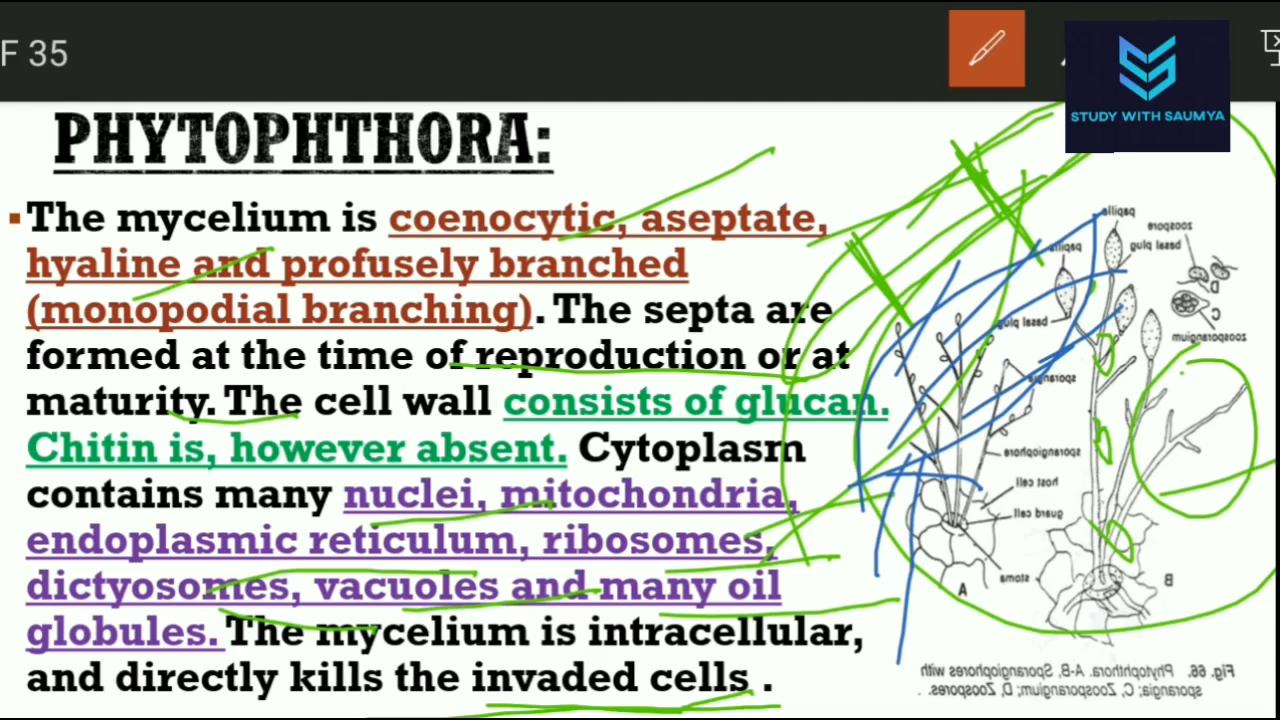 F 35
STUDY WITH SAUMYA
PHYTOPHTHORA:
▪The mycelium is coenocytic, aseptate,
hyaline and profusely branched
(monopodial branching). The septa are
formed at the time of reproduction or at
maturity. The cell wall consists of glucan.
Chitin is, however absent. Cytoplasm
contains many nuclei, mitochondria,
endoplasmic reticulum, ribosomes,
dictyosomes, vacuoles and many oil
globules. The mycelium is intracellular,
and directly kills the invaded cells .
papilla
zoospore
papilla
basal plug
D
C
basal plug
zoosporangium
sporangia
sporangiophore
host cell
guard cell
stoma
A
B
Fig. 66. Phytophthora. A-B, Sporangiophores with
sporangia; C, Zoosporangium; D, Zoospores.